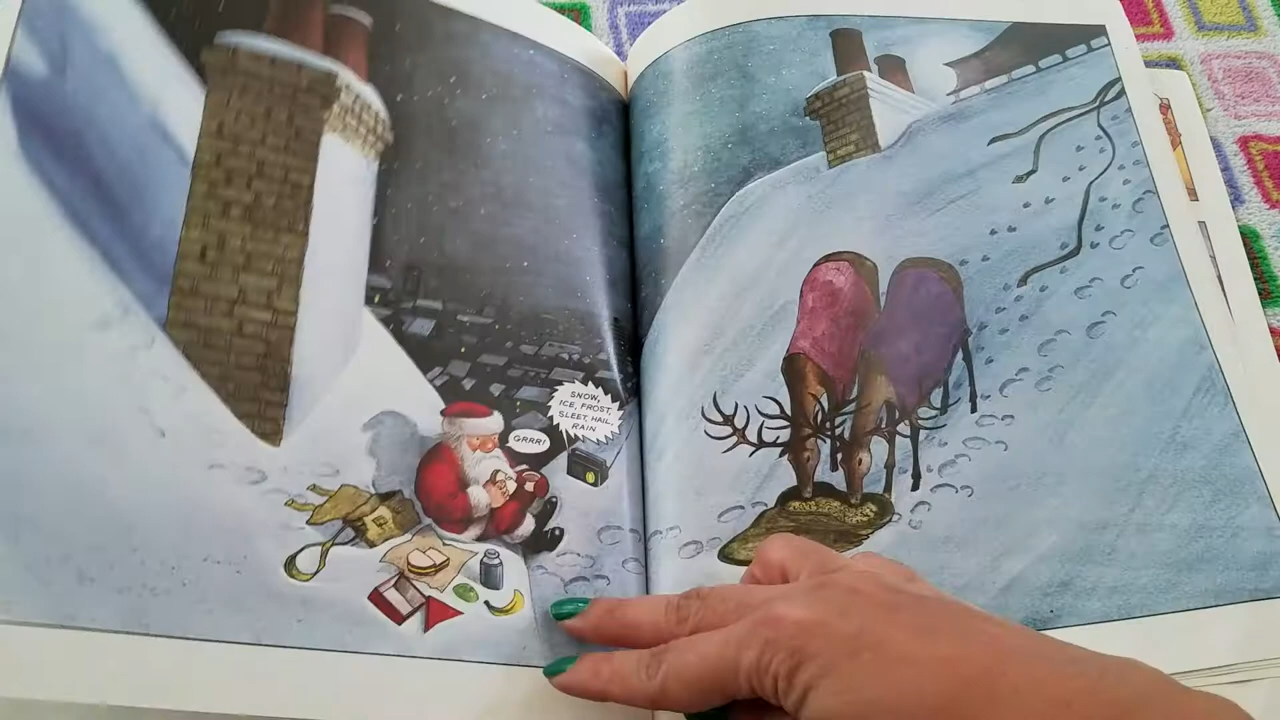 GRRR!
SNOW,
ICE, FROST,
SLEET, HAIL,
RAIN